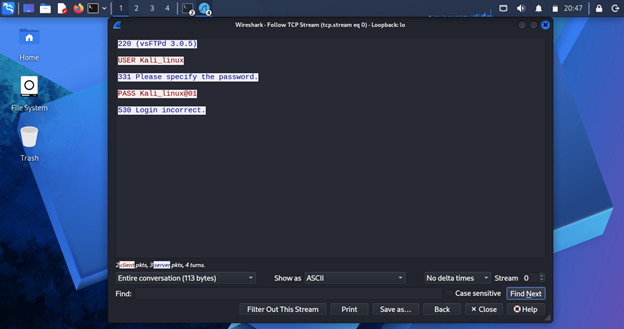 1 2 3 4 2 4 20:47
Wireshark · Follow TCP Stream (tcp.stream eq 0) · Loopback: lo
220 (vsFTPd 3.0.5)
USER Kali_linux
331 Please specify the password.
PASS Kali_linux@01
530 Login incorrect.
Home
File System
Trash
2 client pkts, 3 server pkts, 4 turns.
Entire conversation (113 bytes) Show as ASCII No delta times Stream 0
Find: Case sensitive Find Next
Filter Out This Stream Print Save as… Back × Close Help